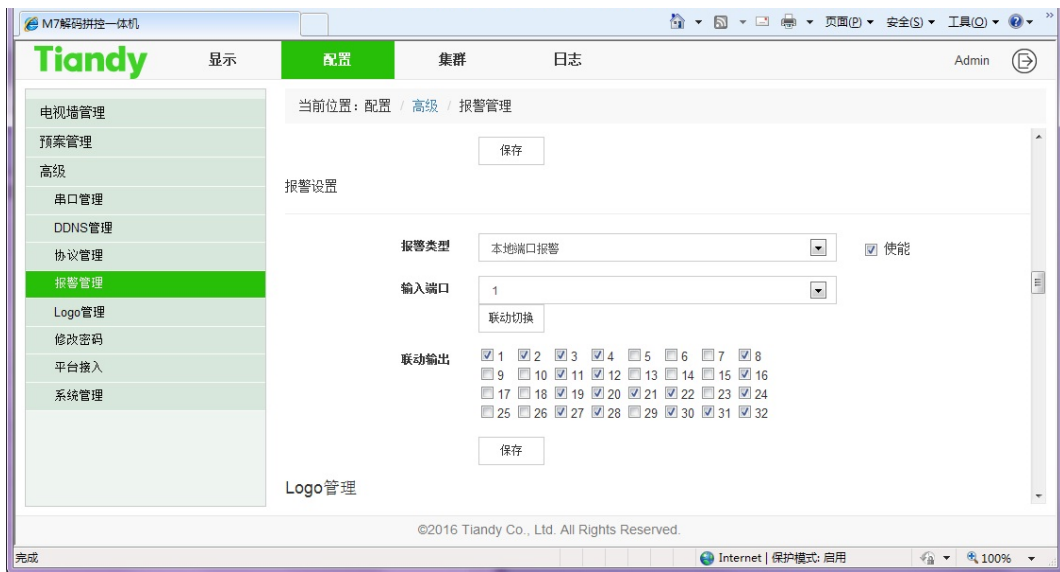 M7解码拼控一体机
页面(P) 安全(S) 工具(O)
Tiandy 显示 配置 集群 日志 Admin
当前位置：配置 / 高级 / 报警管理
电视墙管理
预案管理
高级
串口管理
DDNS管理
协议管理
报警管理
Logo管理
修改密码
平台接入
系统管理
保存
报警设置
报警类型 本地端口报警 使能
输入端口 1
联动切换
联动输出 1 2 3 4 5 6 7 8
9 10 11 12 13 14 15 16
17 18 19 20 21 22 23 24
25 26 27 28 29 30 31 32
保存
Logo管理
©2016 Tiandy Co., Ltd. All Rights Reserved.
完成 Internet | 保护模式: 启用 100%